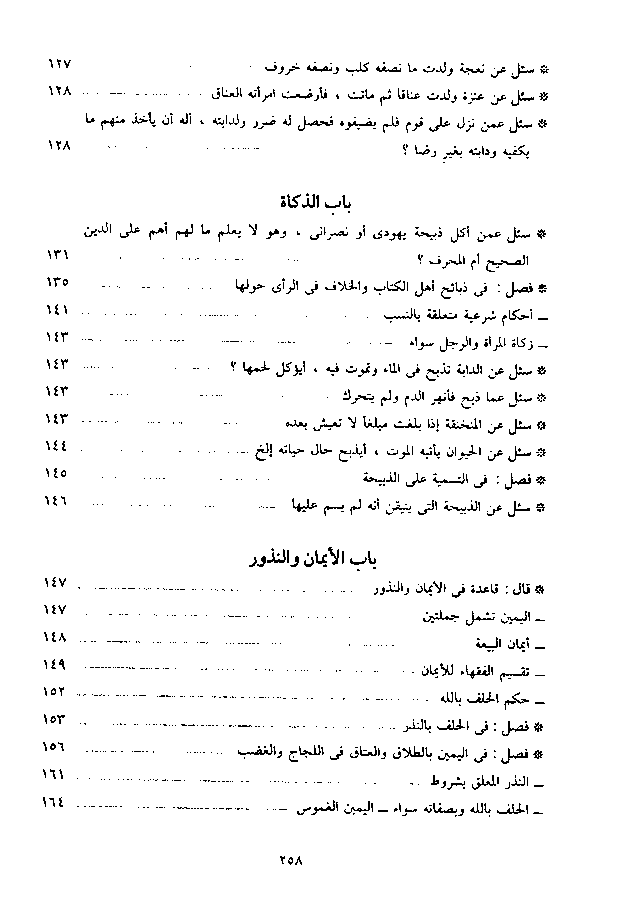 * سئل عن نعجة ولدت ما نصفه كلب ونصفه خروف ١٢٧
* سئل عن عنزة ولدت عناقا ثم ماتت ، فأرضعت امرأته العناق ١٢٨
* سئل عمن نزل على قوم فلم يضيفوه فحصل له ضرر ولدابته ، أله أن يأخذ منهم ما
يكفيه ودابته بغير رضا ؟ ١٢٨
باب الذكاة
* سئل عمن أكل ذبيحة يهودى أو نصرانى ، وهو لا يعلم ما لهم أهم على الدين
الصحيح أم المحرف ؟ ١٣١
* فصل : فى ذبائح أهل الكتاب والخلاف فى الرأى حولها ١٣٥
ـ أحكام شرعية متعلقة بالنسب ١٤١
ـ زكاة المرأة والرجل سواء ١٤٣
* سئل عن الدابة تذبح فى الماء وتموت فيه ، أيؤكل لحمها ؟ ١٤٣
* سئل عما ذبح فأنهر الدم ولم يتحرك ١٤٣
* سئل عن المنخنقة إذا بلغت مبلغا لا تعيش بعده ١٤٣
* سئل عن الحيوان يأتيه الموت ، أيذبح حال حياته إلخ ١٤٤
* فصل : فى التسمية على الذبيحة ١٤٥
* سئل عن الذبيحة التى يتيقن أنه لم يسم عليها ١٤٦
باب الأيمان والنذور
* قال : قاعدة فى الأيمان والنذور ١٤٧
ـ اليمين تشمل جملتين ١٤٧
ـ أيمان البيعة ١٤٨
ـ تقسيم الفقهاء للأيمان ١٤٩
ـ حكم الحلف بالله ١٥٢
* فصل : فى الحلف بالنذر ١٥٣
* فصل : فى اليمين بالطلاق والعتاق فى اللجاج والغضب ١٥٦
ـ النذر المعلق بشروط ١٦١
ـ الحلف بالله وبصفاته سواء ـ اليمين الغموس ١٦٤
٢٥٨